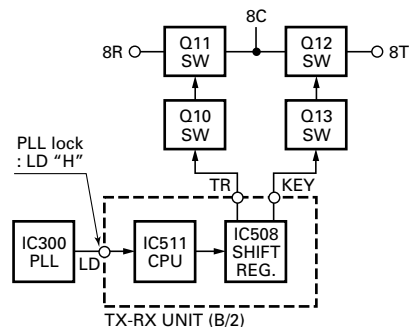 8C
8R
Q11
SW
Q12
SW
8T
Q10
SW
Q13
SW
PLL lock
: LD “H”
TR
KEY
IC300
PLL
LD
IC511
CPU
IC508
SHIFT
REG.
TX-RX UNIT (B/2)